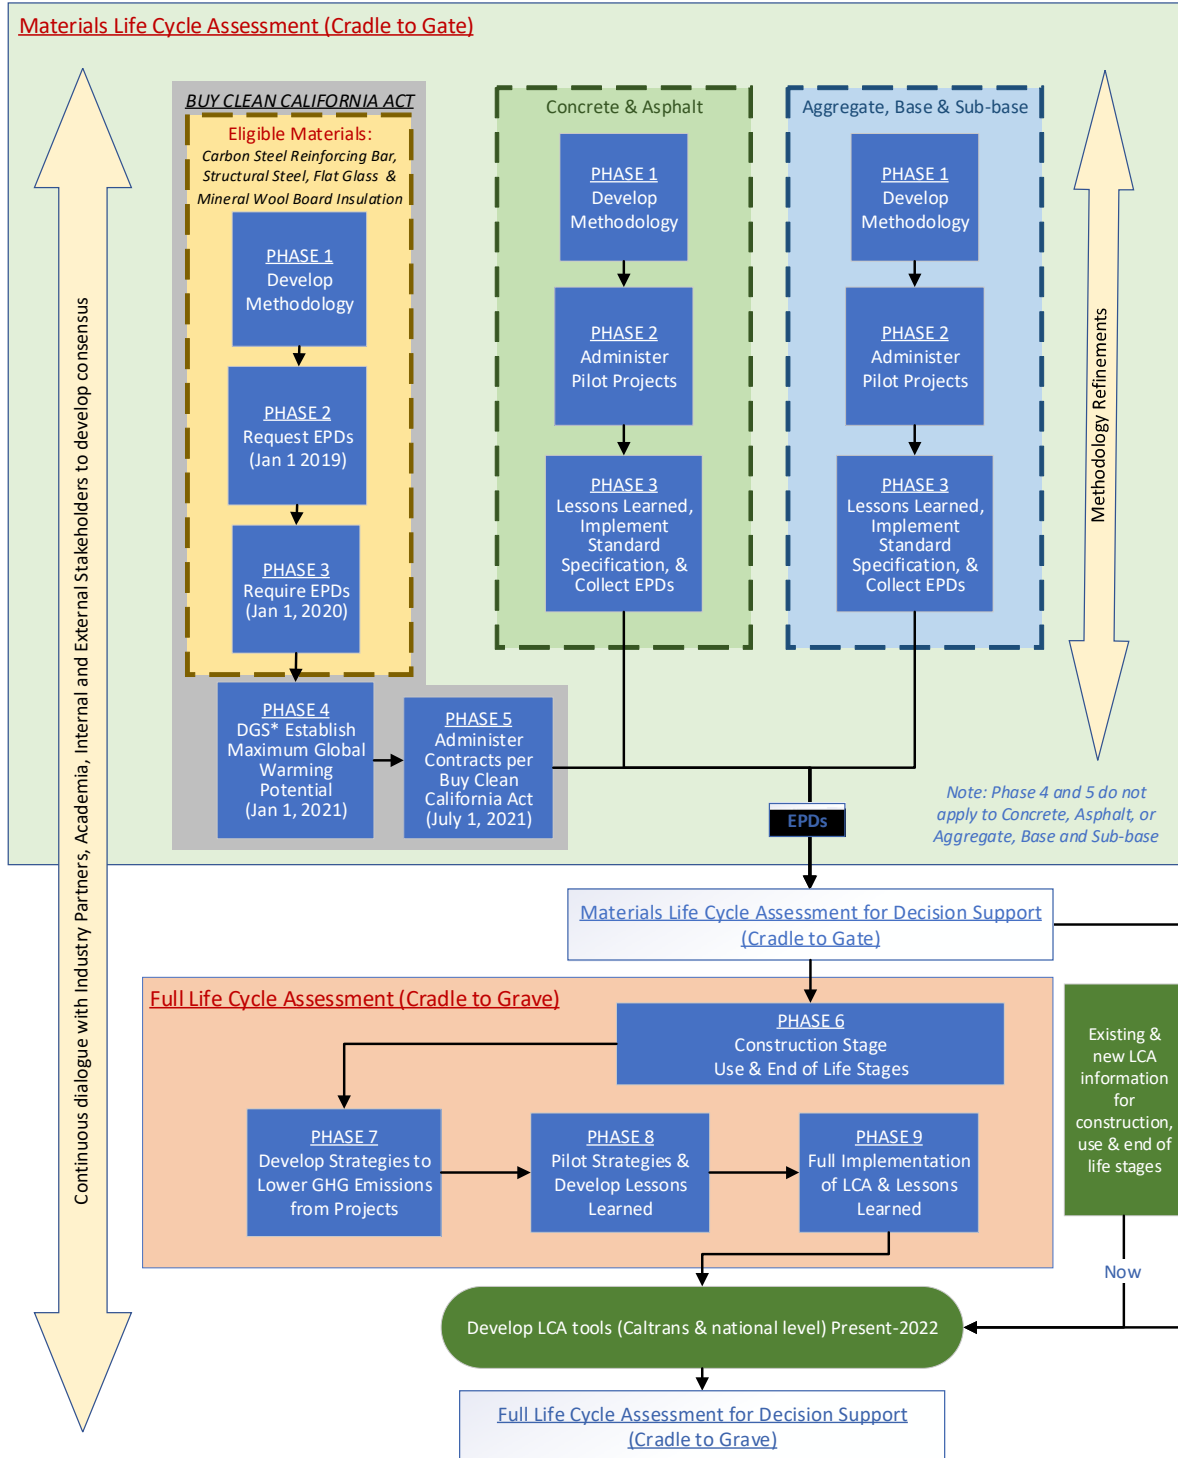 Materials Life Cycle Assessment (Cradle to Gate)
Continuous dialogue with Industry Partners, Academia, Internal and External Stakeholders to develop consensus
BUY CLEAN CALIFORNIA ACT
Eligible Materials:
Carbon Steel Reinforcing Bar,
Structural Steel, Flat Glass &
Mineral Wool Board Insulation
PHASE 1
Develop
Methodology
PHASE 2
Request EPDs
(Jan 1 2019)
PHASE 3
Require EPDs
(Jan 1, 2020)
PHASE 4
DGS* Establish
Maximum Global
Warming
Potential
(Jan 1, 2021)
PHASE 5
Administer
Contracts per
Buy Clean
California Act
(July 1, 2021)
Concrete & Asphalt
PHASE 1
Develop
Methodology
PHASE 2
Administer
Pilot Projects
PHASE 3
Lessons Learned,
Implement
Standard
Specification, &
Collect EPDs
Aggregate, Base & Sub-base
PHASE 1
Develop
Methodology
PHASE 2
Administer
Pilot Projects
PHASE 3
Lessons Learned,
Implement
Standard
Specification, &
Collect EPDs
Methodology Refinements
Note: Phase 4 and 5 do not
apply to Concrete, Asphalt, or
Aggregate, Base and Sub-base
EPDs
Materials Life Cycle Assessment for Decision Support
(Cradle to Gate)
Full Life Cycle Assessment (Cradle to Grave)
PHASE 6
Construction Stage
Use & End of Life Stages
PHASE 7
Develop Strategies to
Lower GHG Emissions
from Projects
PHASE 8
Pilot Strategies &
Develop Lessons
Learned
PHASE 9
Full Implementation
of LCA & Lessons
Learned
Existing &
new LCA
information
for
construction,
use & end of
life stages
Now
Develop LCA tools (Caltrans & national level) Present-2022
Full Life Cycle Assessment for Decision Support
(Cradle to Grave)